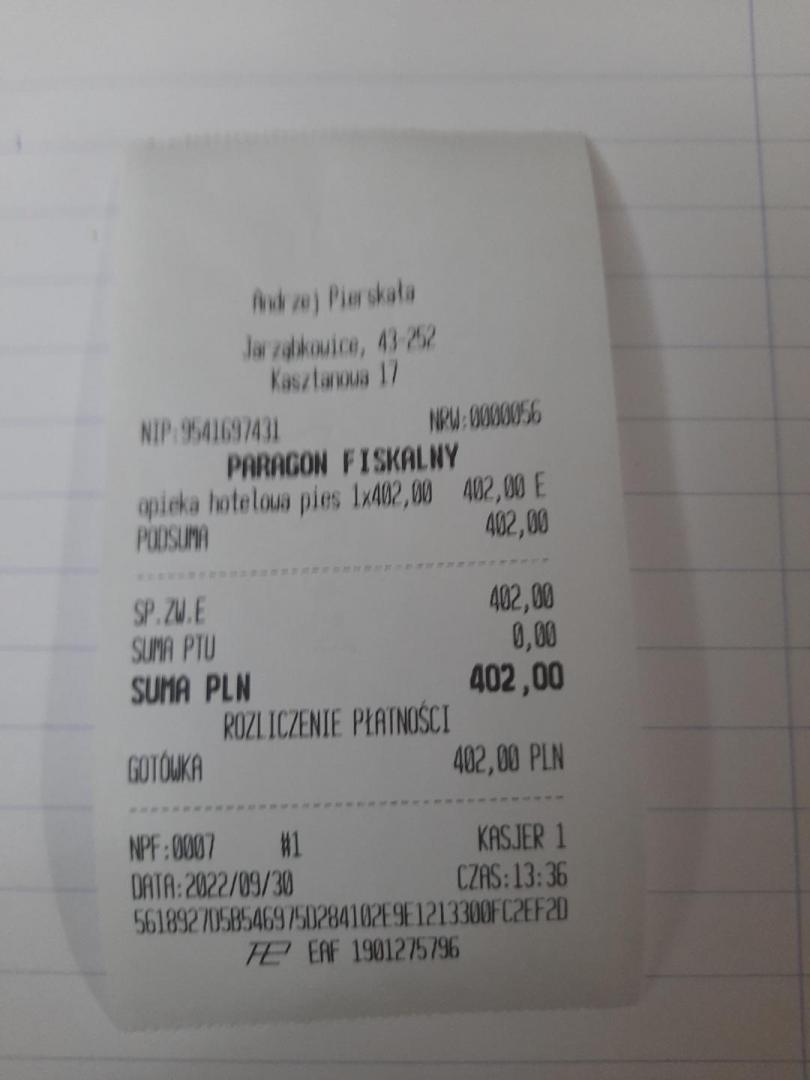 Andrzej Pierskała
Jarząbkowice, 43-252
Kasztanowa 17
NIP:9541697431 NRW:0000056
PARAGON FISKALNY
opieka hotelowa pies 1x402,00 402,00 E
PODSUMA 402,00
SP.ZW.E 402,00
SUMA PTU 0,00
SUMA PLN 402,00
ROZLICZENIE PŁATNOŚCI
GOTÓWKA 402,00 PLN
NPF:0007 #1 KASJER 1
DATA:2022/09/30 CZAS:13:36
5618927D5B546975D284102E9E1213300FC2EF2D
EAF 1901275796